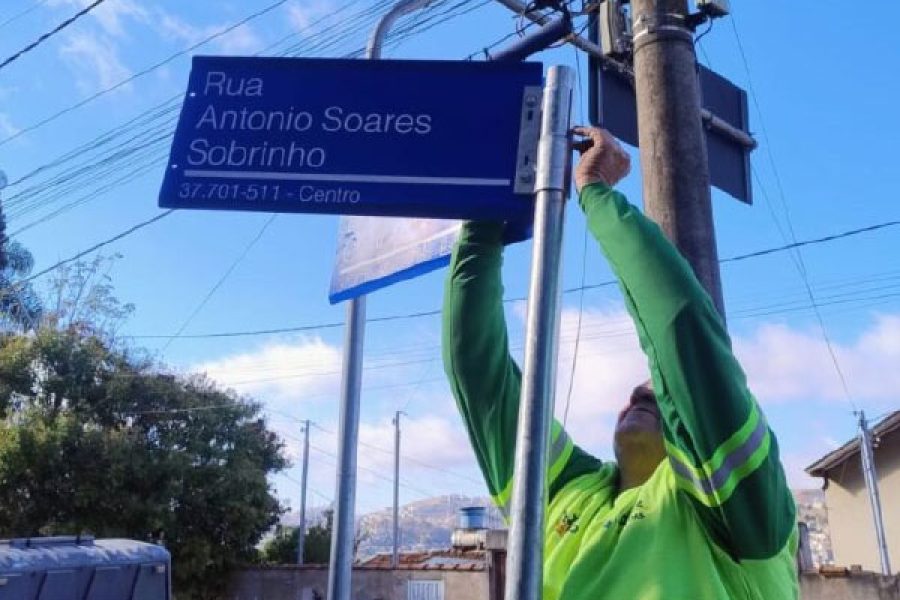 Rua
Antonio Soares
Sobrinho
37.701-511 - Centro